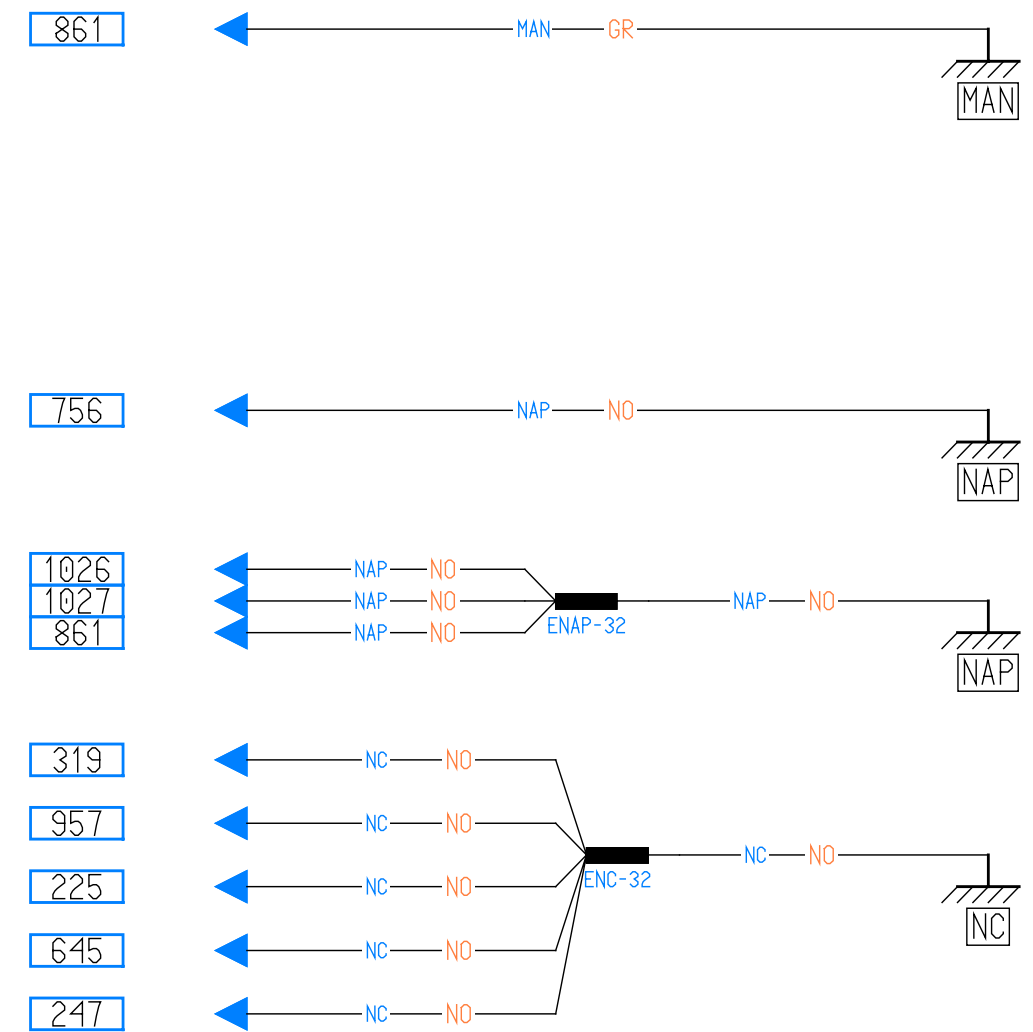 861 MAN GR
MAN
756 NAP NO
NAP
1026 NAP NO
1027 NAP NO NAP NO
861 NAP NO ENAP-32
NAP
319 NC NO
957 NC NO
NC NO
225 NC NO ENC-32
NC
645 NC NO
247 NC NO